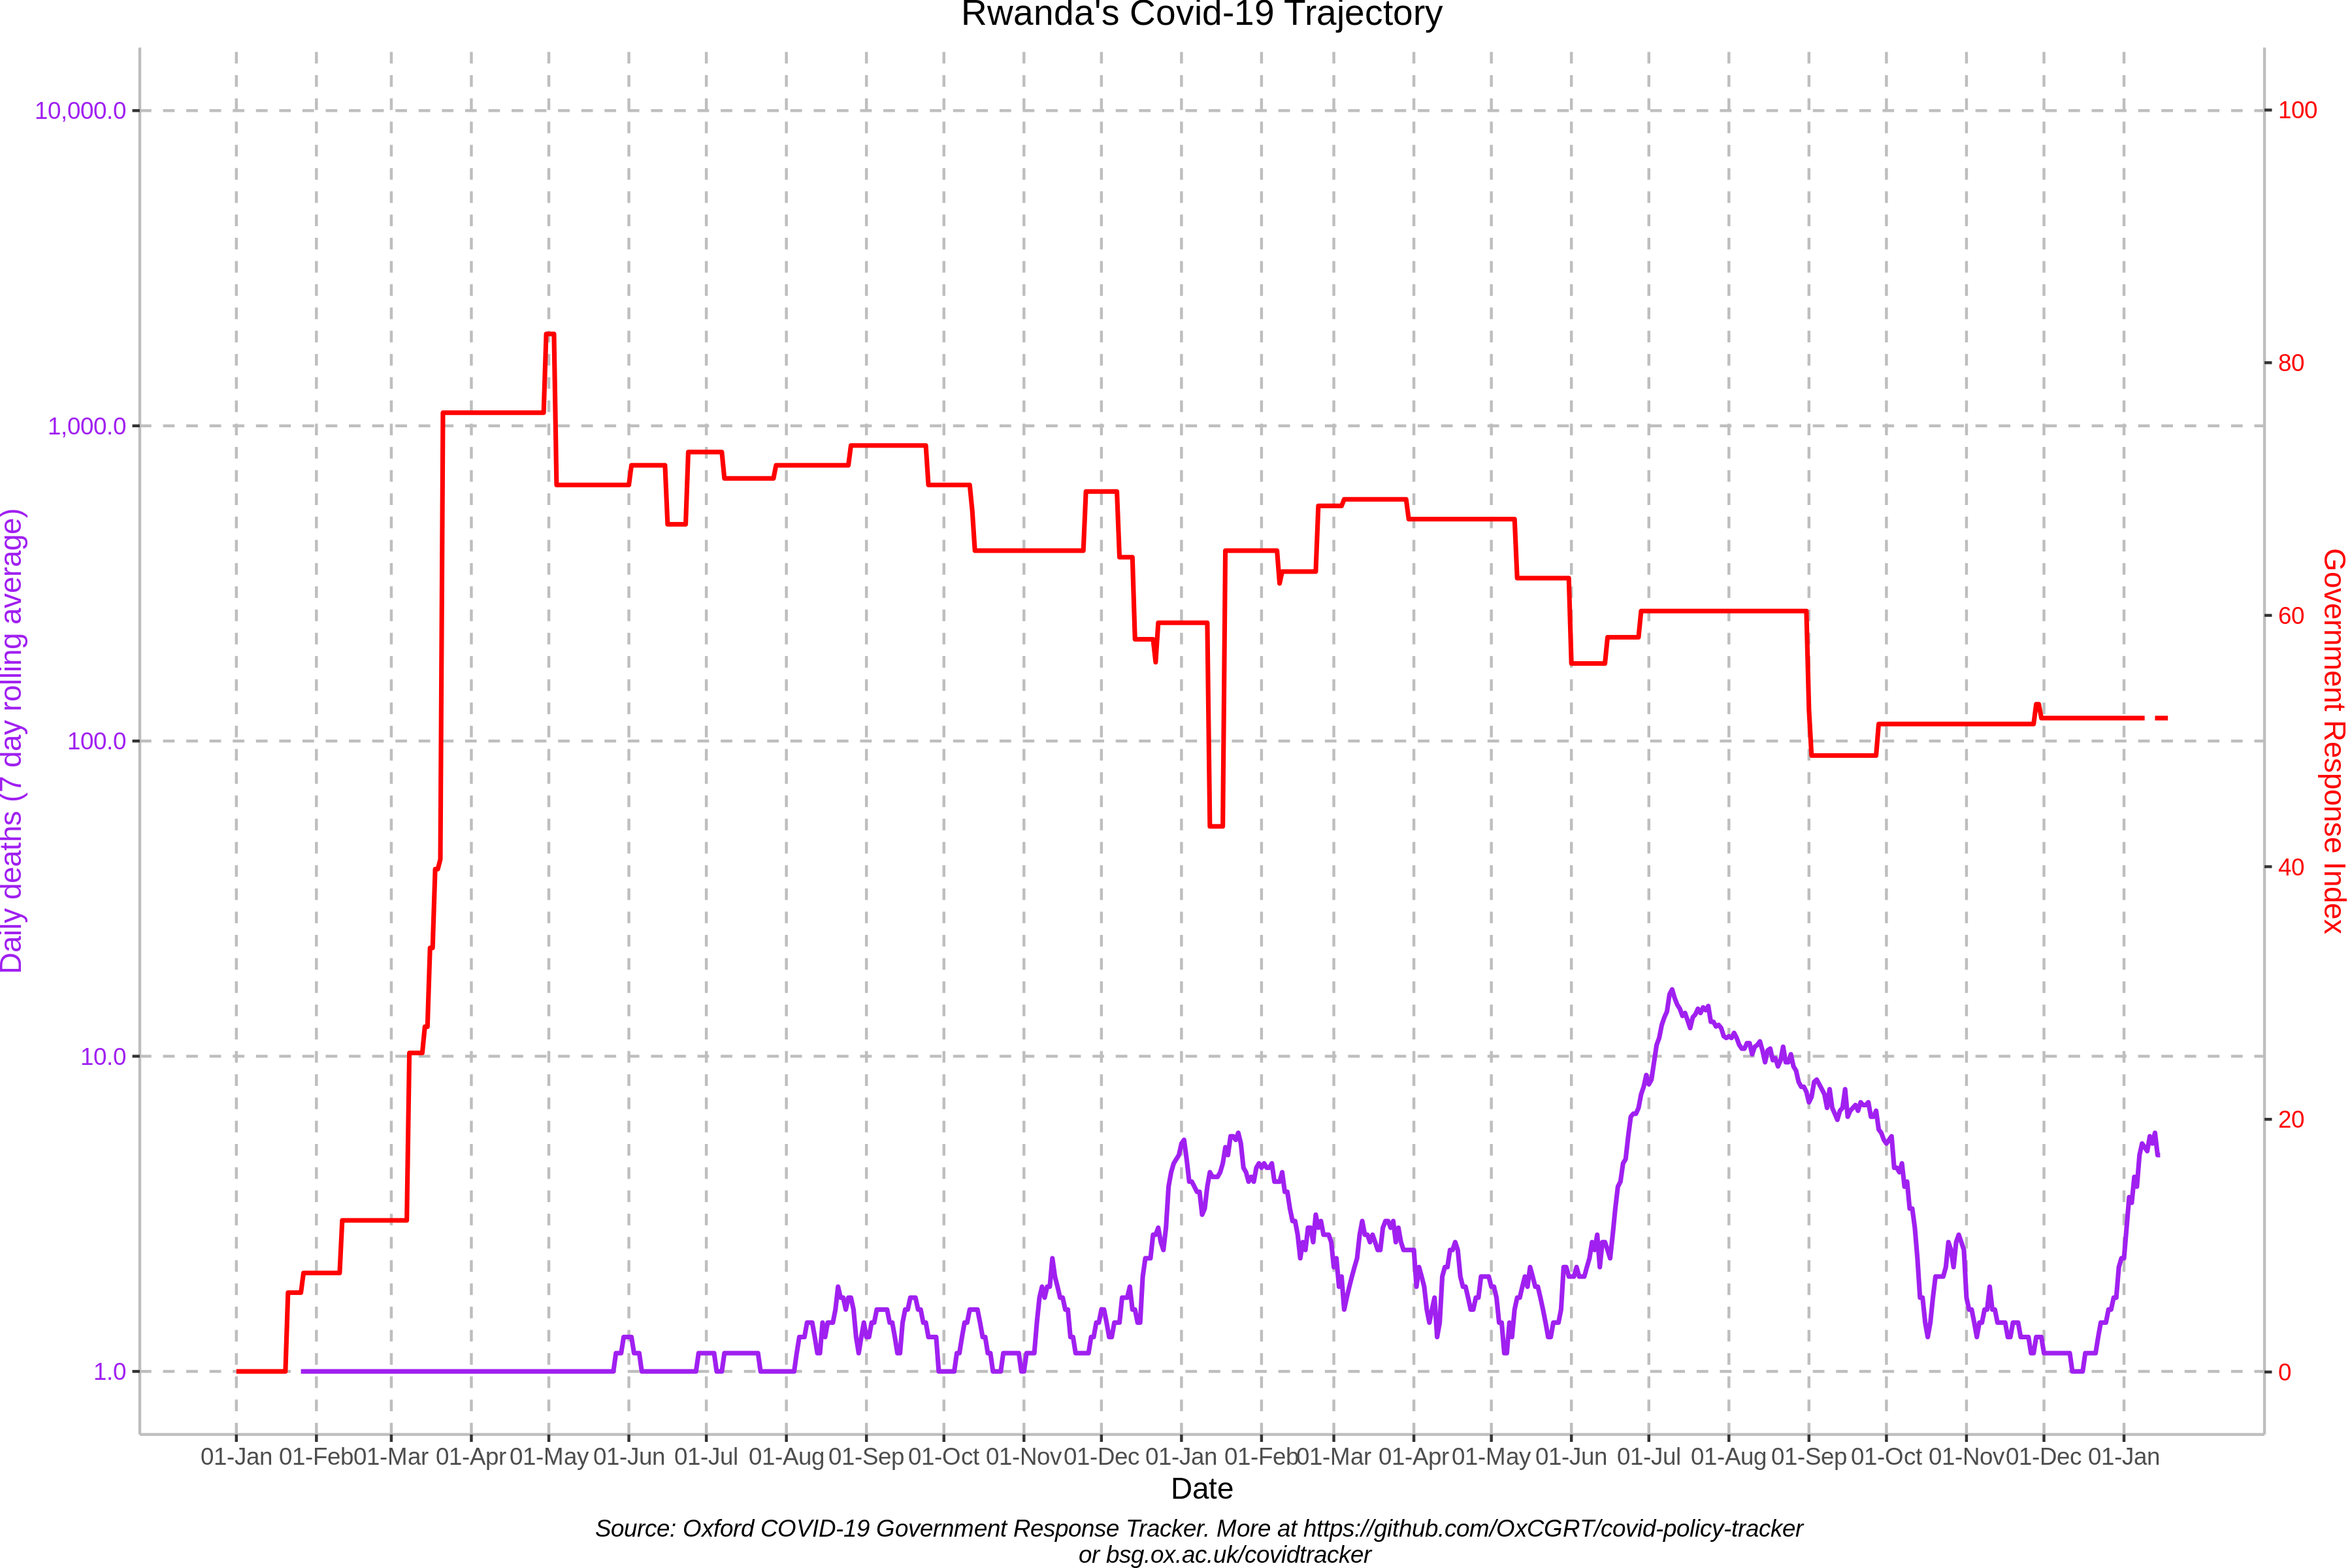 Rwanda's Covid-19 Trajectory
10,000.0
1,000.0
100.0
10.0
1.0
Daily deaths (7 day rolling average)
100
80
60
40
20
0
Government Response Index
01-Jan 01-Feb 01-Mar 01-Apr 01-May 01-Jun 01-Jul 01-Aug 01-Sep 01-Oct 01-Nov 01-Dec 01-Jan 01-Feb 01-Mar 01-Apr 01-May 01-Jun 01-Jul 01-Aug 01-Sep 01-Oct 01-Nov 01-Dec 01-Jan
Date
Source: Oxford COVID-19 Government Response Tracker. More at https://github.com/OxCGRT/covid-policy-tracker
or bsg.ox.ac.uk/covidtracker